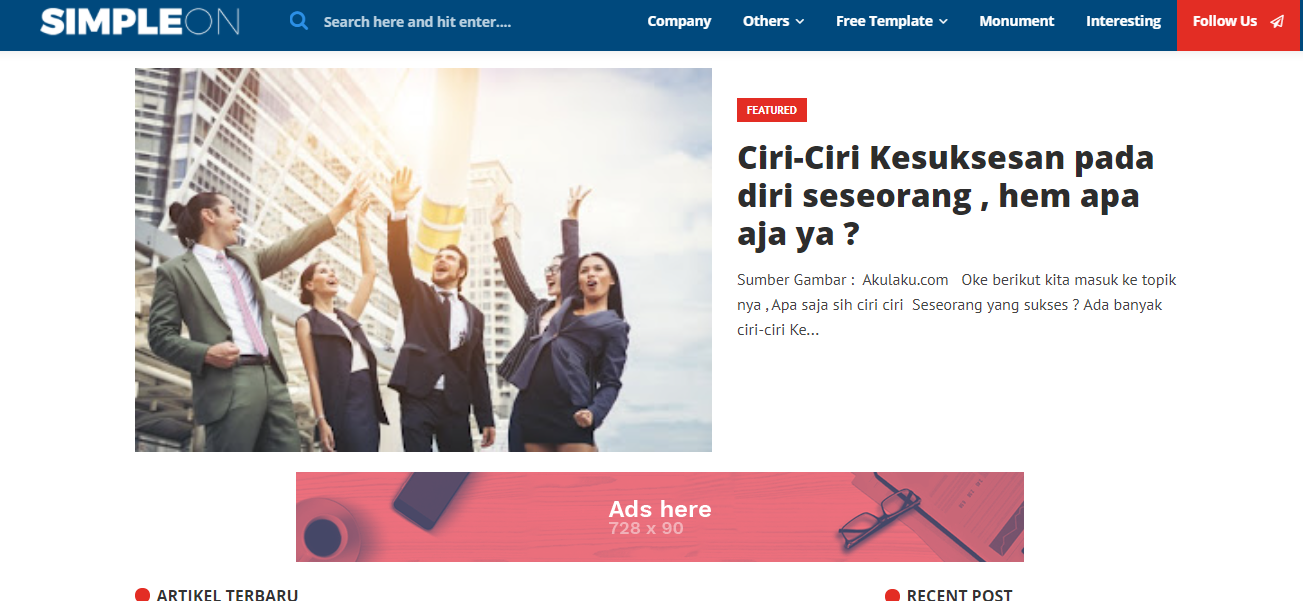 SIMPLEON
Search here and hit enter....
Company
Others
Free Template
Monument
Interesting
Follow Us
FEATURED
Ciri-Ciri Kesuksesan pada
diri seseorang , hem apa
aja ya ?
Sumber Gambar : Akulaku.com Oke berikut kita masuk ke topik
nya , Apa saja sih ciri ciri Seseorang yang sukses ? Ada banyak
ciri-ciri Ke...
Ads here
728 x 90
ARTIKEL TERBARU
RECENT POST